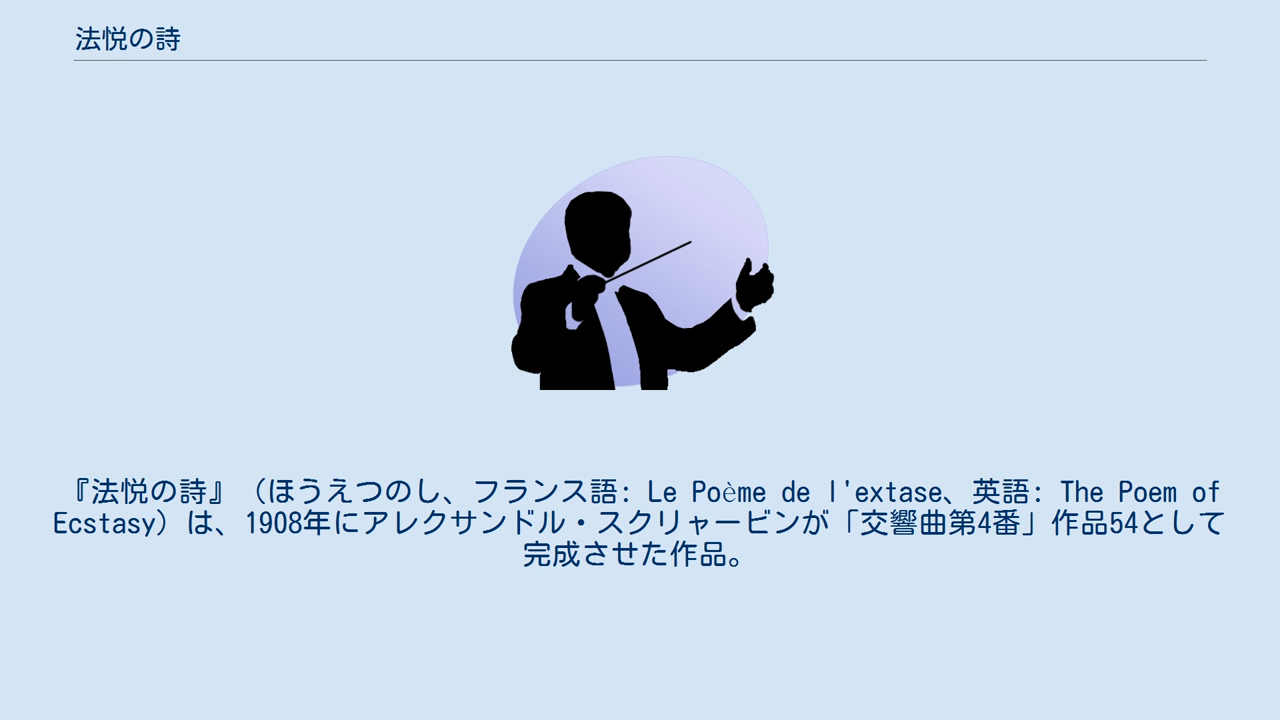 法悦の詩
『法悦の詩』（ほうえつのし、フランス語: Le Poème de l'extase、英語: The Poem of
Ecstasy）は、1908年にアレクサンドル・スクリャービンが「交響曲第4番」作品54として
完成させた作品。